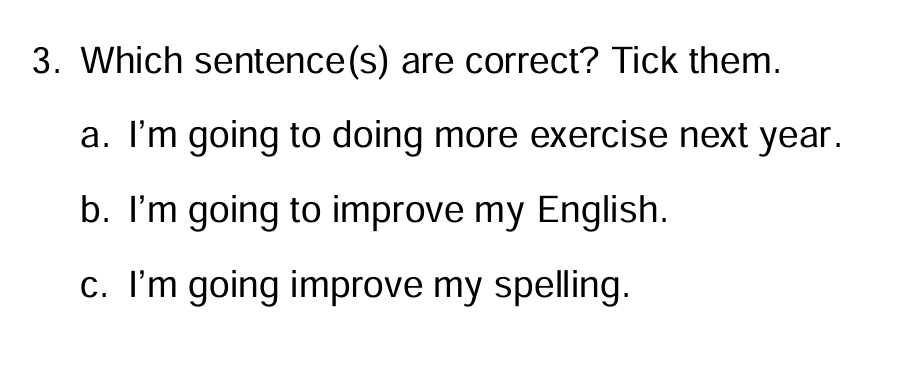 3. Which sentence(s) are correct? Tick them.
a. I’m going to doing more exercise next year.
b. I’m going to improve my English.
c. I’m going improve my spelling.